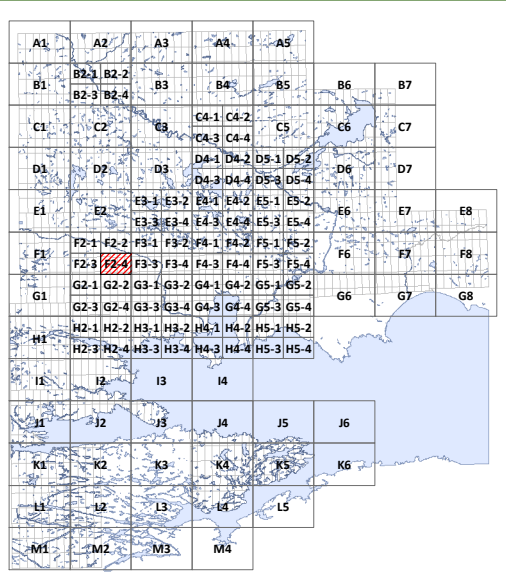 A1 A2 A3 A4 A5
B2-1 B2-2
B1 B3 B4 B5 B6 B7
B2-3 B2-4
C4-1 C4-2
C1 C2 C3 C5 C6 C7
C4-3 C4-4
D4-1 D4-2 D5-1 D5-2
D1 D2 D3 D6 D7
D4-3 D4-4 D5-3 D5-4
E3-1 E3-2 E4-1 E4-2 E5-1 E5-2
E1 E2 E6 E7 E8
E3-3 E3-4 E4-3 E4-4 E5-3 E5-4
F2-1 F2-2 F3-1 F3-2 F4-1 F4-2 F5-1 F5-2
F1 F6 F7 F8
F2-3 F2-4 F3-3 F3-4 F4-3 F4-4 F5-3 F5-4
G2-1 G2-2 G3-1 G3-2 G4-1 G4-2 G5-1 G5-2
G1 G6 G7 G8
G2-3 G2-4 G3-3 G3-4 G4-3 G4-4 G5-3 G5-4
H2-1 H2-2 H3-1 H3-2 H4-1 H4-2 H5-1 H5-2
H1
H2-3 H2-4 H3-3 H3-4 H4-3 H4-4 H5-3 H5-4
I1 I2 I3 I4
J1 J2 J3 J4 J5 J6
K1 K2 K3 K4 K5 K6
L1 L2 L3 L4 L5
M1 M2 M3 M4